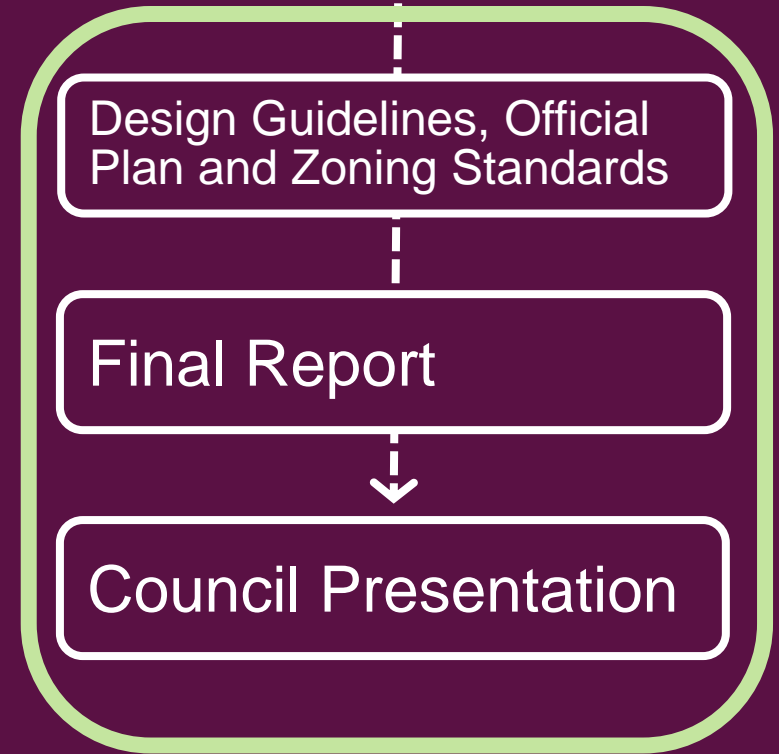 Design Guidelines, Official
Plan and Zoning Standards
Final Report
Council Presentation